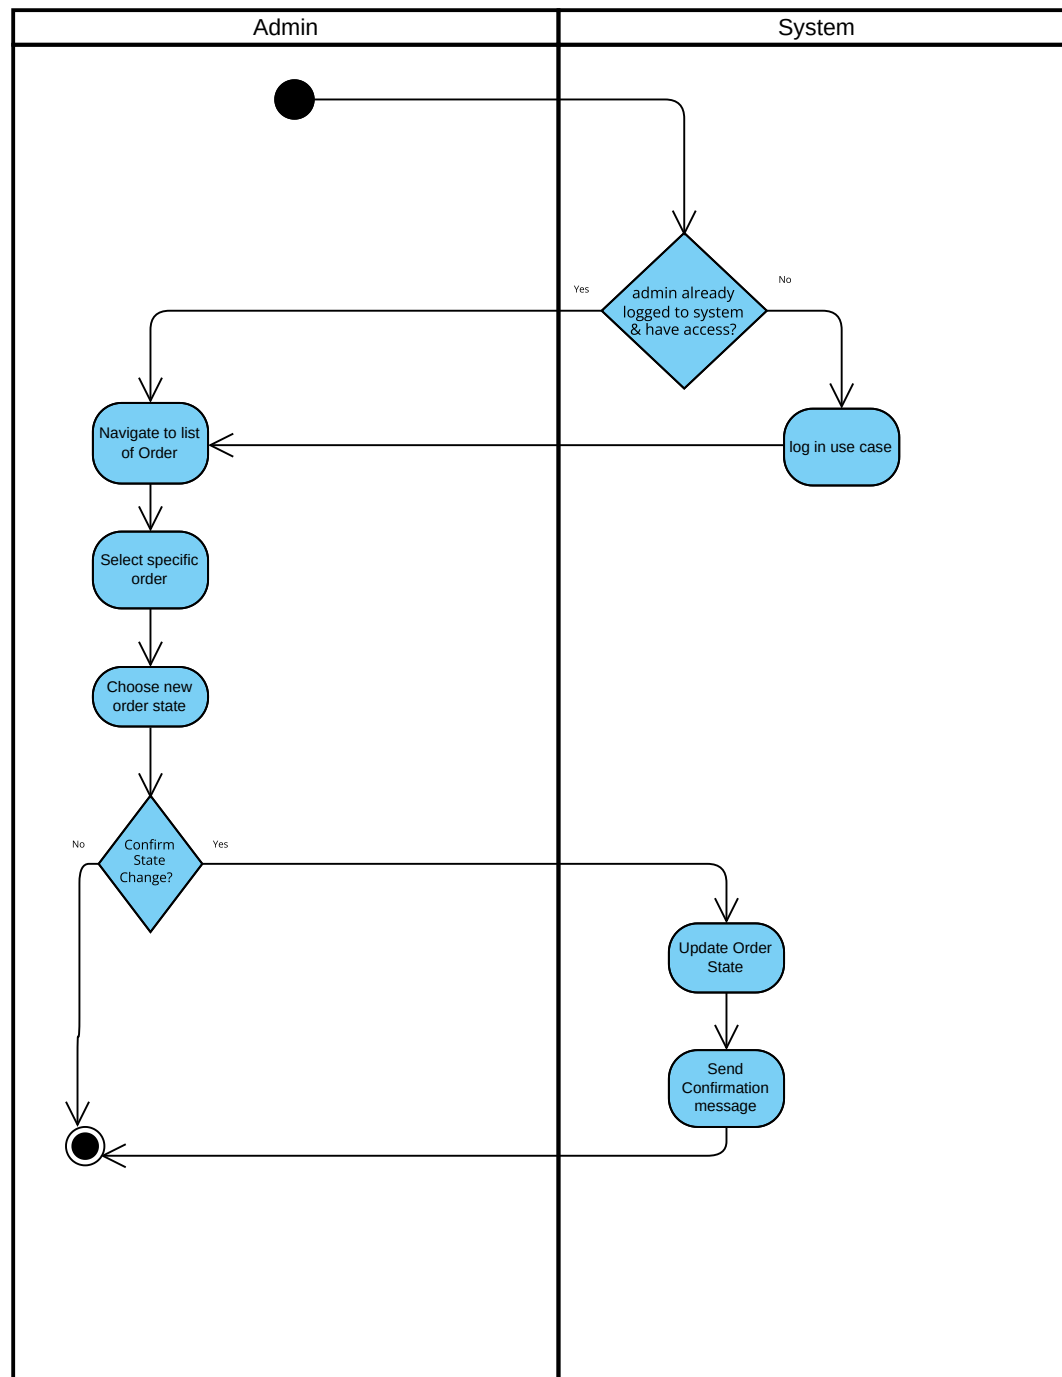 Admin
System
Yes
No
admin already
logged to system
& have access?
Navigate to list
of Order
log in use case
Select specific
order
Choose new
order state
No
Confirm
State
Change?
Yes
Update Order
State
Send
Confirmation
message